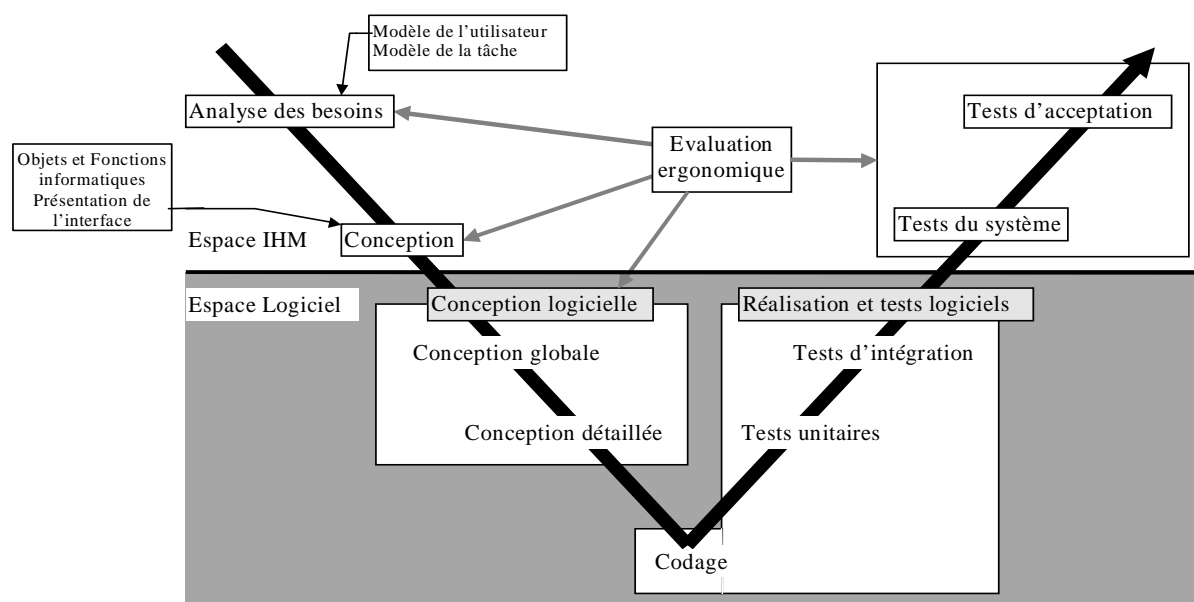 Modèle de l'utilisateur
Modèle de la tâche
Analyse des besoins
Tests d'acceptation
Evaluation
ergonomique
Objets et Fonctions
informatiques
Présentation de
l'interface
Espace IHM
Conception
Tests du système
Espace Logiciel
Conception logicielle
Réalisation et tests logiciels
Conception globale
Tests d'intégration
Conception détaillée
Tests unitaires
Codage